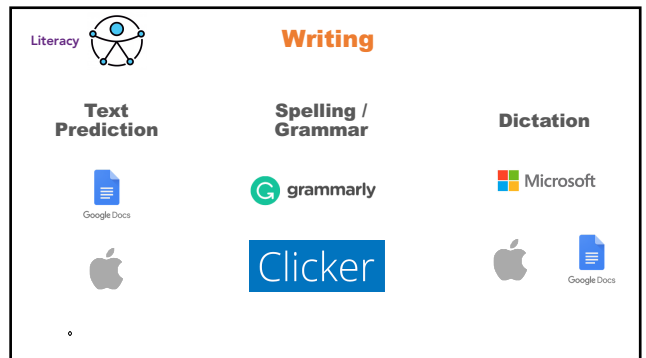 Literacy
Writing
Text
Prediction
Spelling /
Grammar
Dictation
Google Docs
grammarly
Clicker
Microsoft
Google Docs